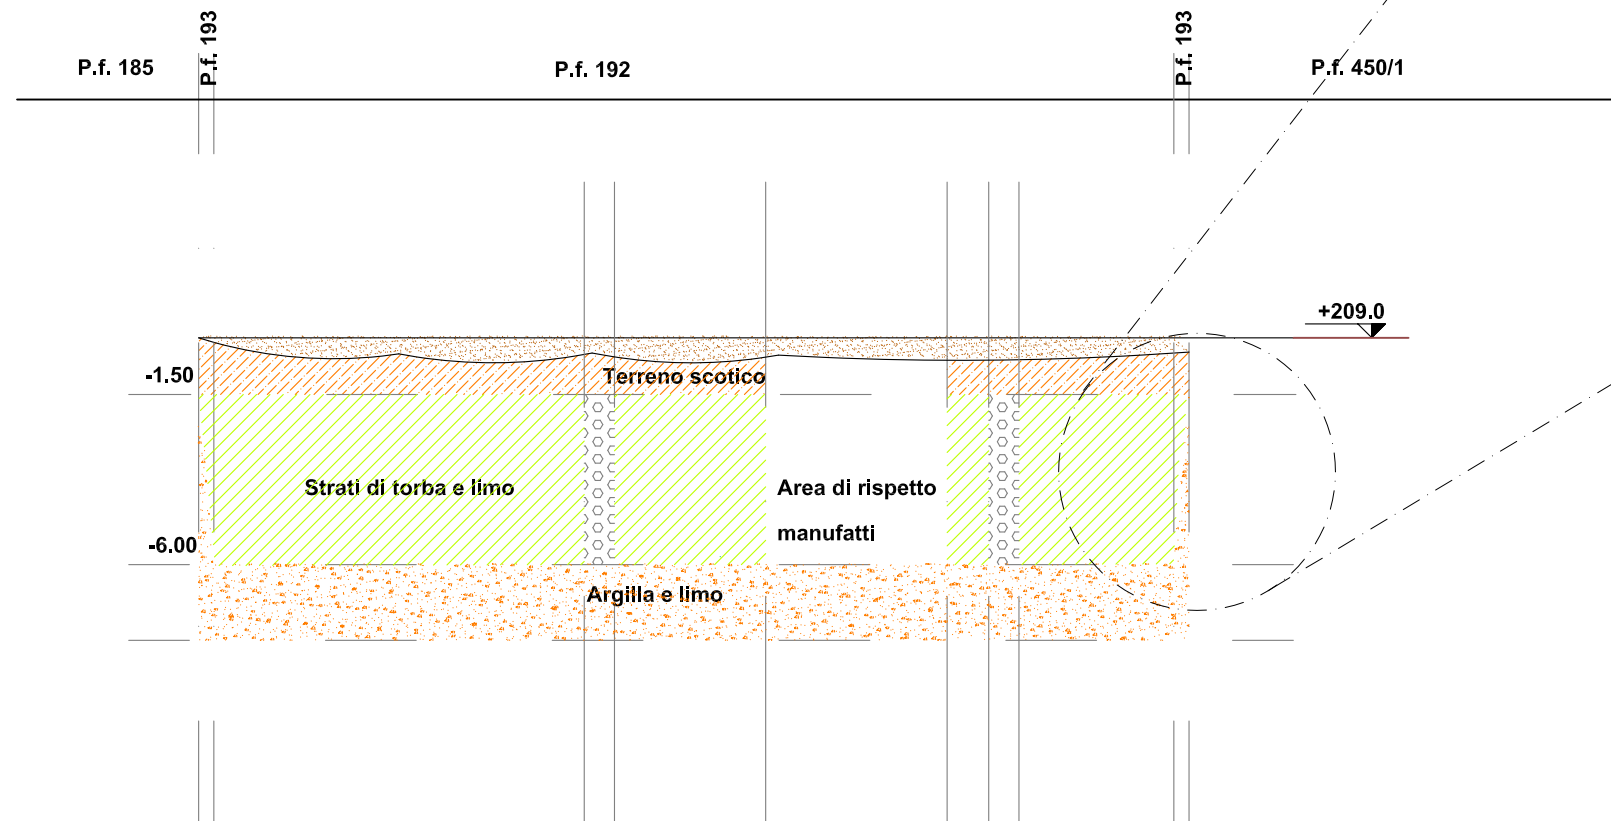 P.f. 185
P.f. 193
P.f. 192
P.f. 193
P.f. 450/1
+209.0
-1.50
Terreno scotico
Strati di torba e limo
Area di rispetto
manufatti
-6.00
Argilla e limo